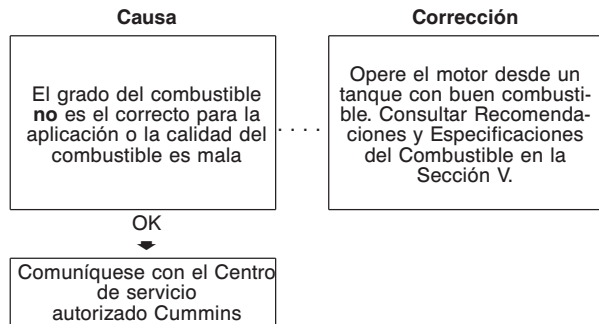 Causa
Corrección
El grado del combustible
no es el correcto para la
aplicación o la calidad del
combustible es mala
. . . .
Opere el motor desde un
tanque con buen combusti-
ble. Consultar Recomenda-
ciones y Especificaciones
del Combustible en la
Sección V.
OK
Comuníquese con el Centro
de servicio
autorizado Cummins